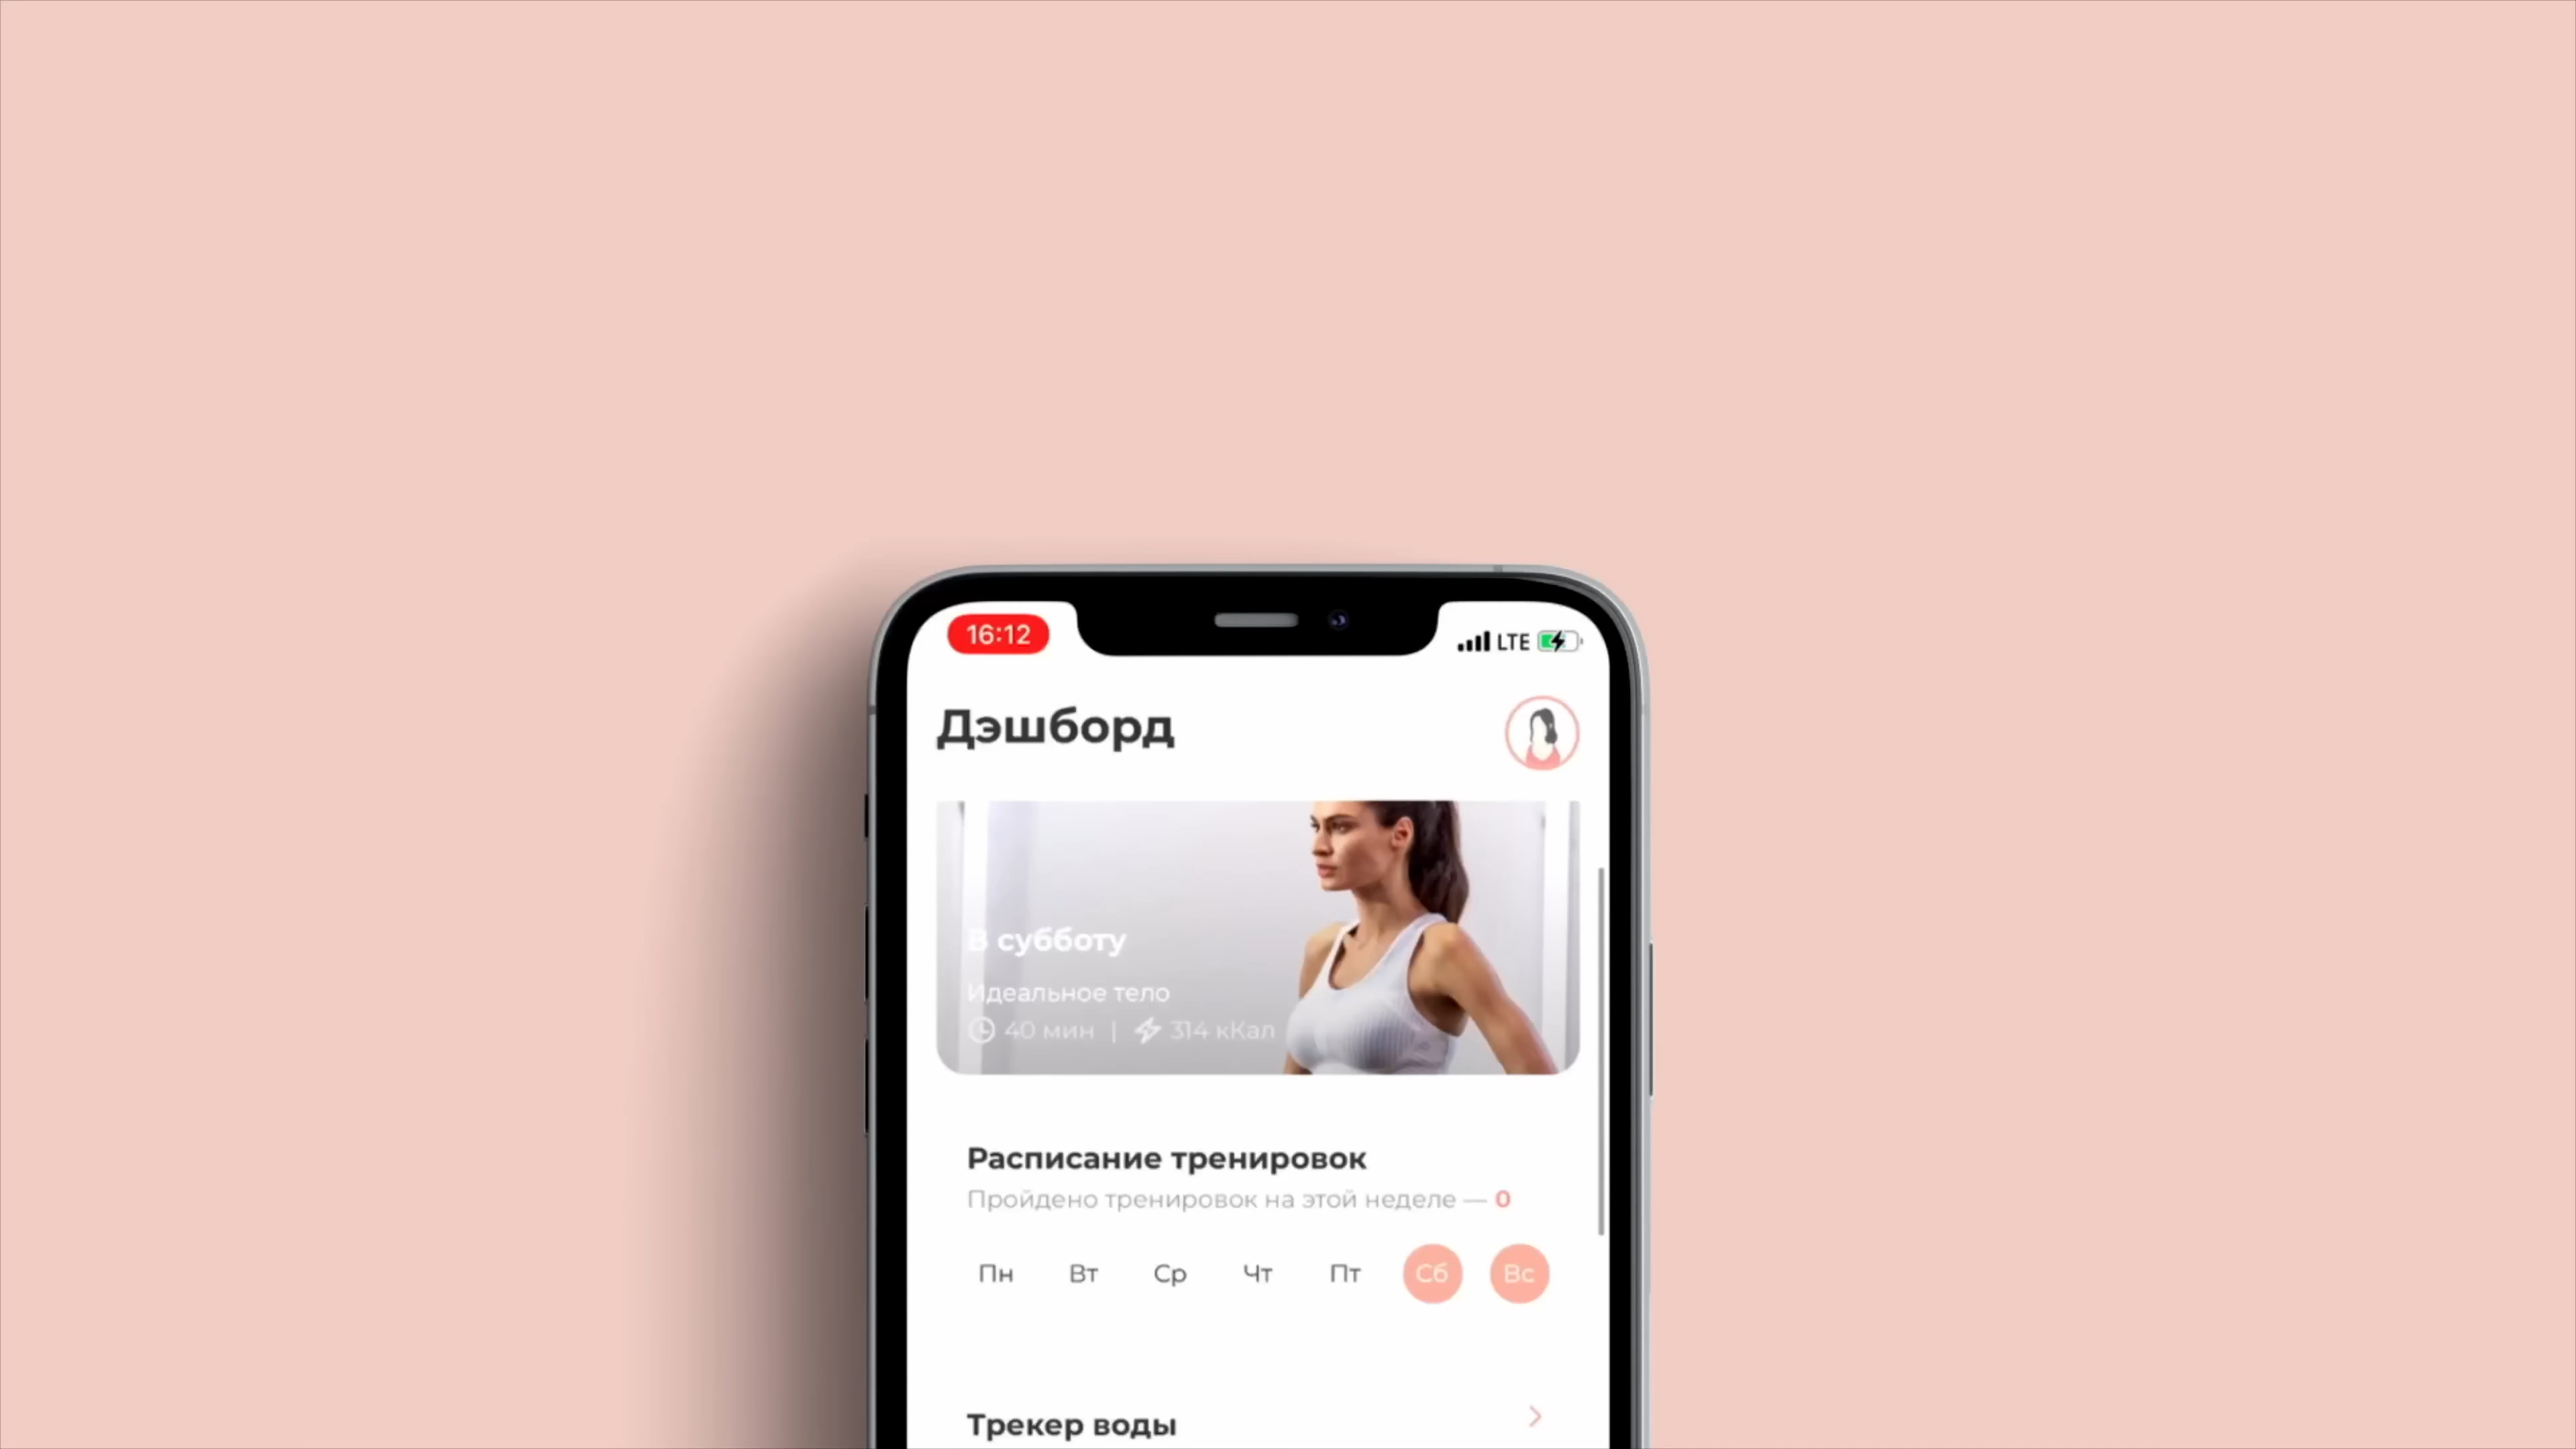 16:12
LTE
Дэшборд
В субботу
Идеальное тело
40 мин | 314 кКал
Расписание тренировок
Пройдено тренировок на этой неделе — 0
Пн Вт Ср Чт Пт Сб Вс
Трекер воды